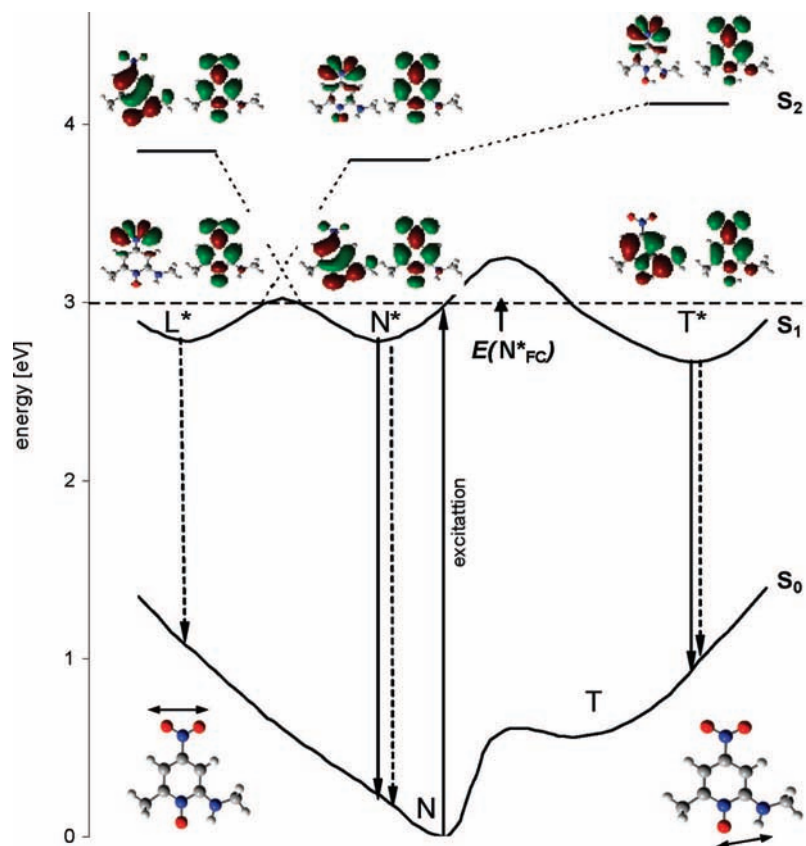 4
S2
3
L*
N*
T*
S1
E(N*FC)
energy [eV]
2
excitattion
S0
1
T
N
0